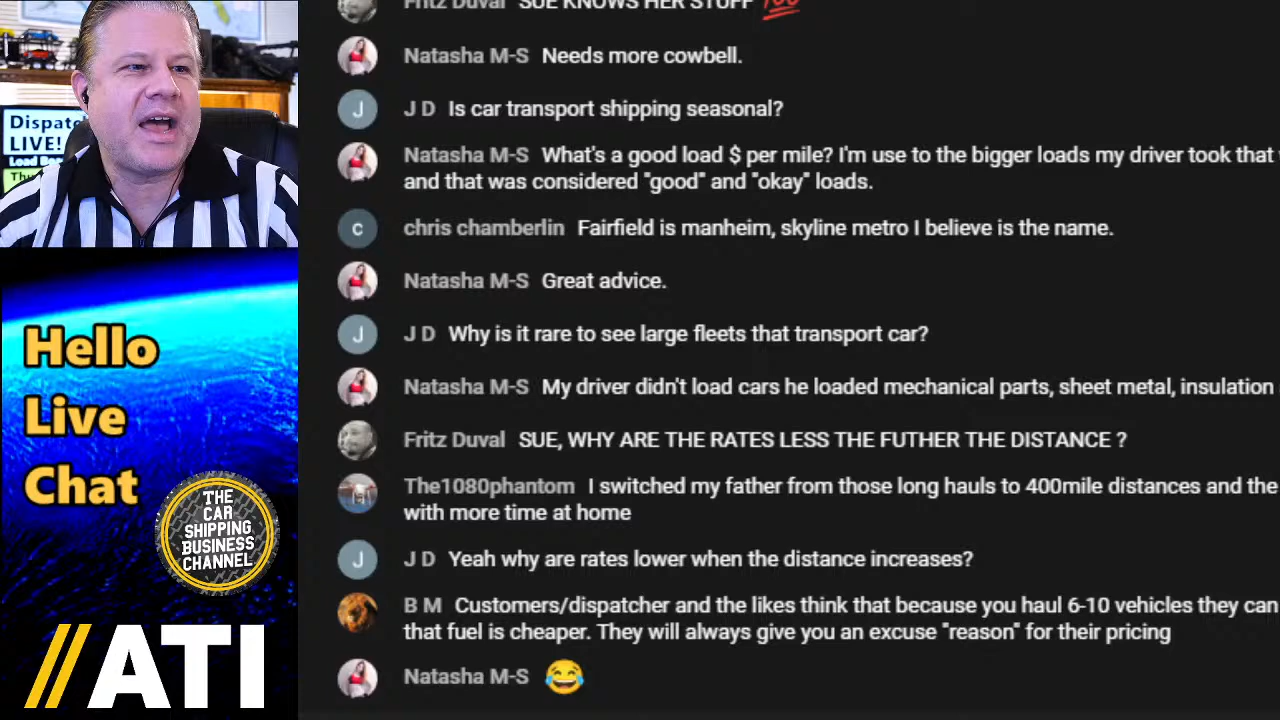 Fritz Duval SUE KNOWS HER STUFF 💯
Natasha M-S Needs more cowbell.
J D Is car transport shipping seasonal?
Natasha M-S What's a good load $ per mile? I'm use to the bigger loads my driver took that
and that was considered "good" and "okay" loads.
chris chamberlin Fairfield is manheim, skyline metro I believe is the name.
Natasha M-S Great advice.
J D Why is it rare to see large fleets that transport car?
Natasha M-S My driver didn't load cars he loaded mechanical parts, sheet metal, insulation
Fritz Duval SUE, WHY ARE THE RATES LESS THE FUTHER THE DISTANCE ?
The1080phantom I switched my father from those long hauls to 400mile distances and the
with more time at home
J D Yeah why are rates lower when the distance increases?
B M Customers/dispatcher and the likes think that because you haul 6-10 vehicles they can
that fuel is cheaper. They will always give you an excuse "reason" for their pricing
Natasha M-S 😂
J
c
J
J
LIVE!
Hello
Live
Chat
THE
CAR
SHIPPING
BUSINESS
CHANNEL
//ATI